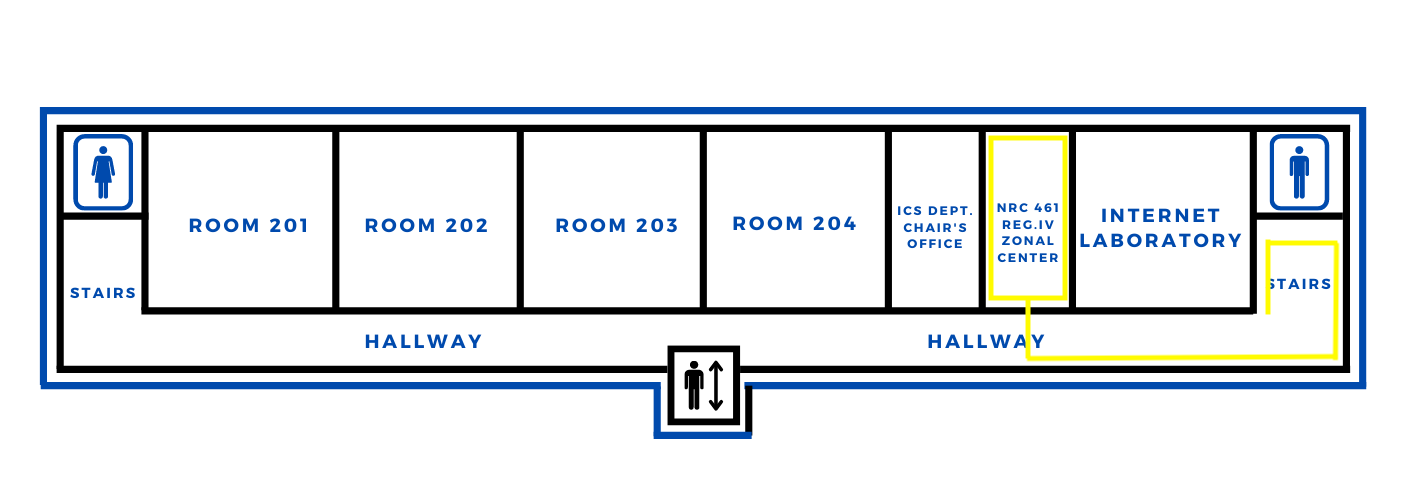 ROOM 201
ROOM 202
ROOM 203
ROOM 204
ICS DEPT.
CHAIR'S
OFFICE
NRC 461
REG.IV
ZONAL
CENTER
INTERNET
LABORATORY
STAIRS
STAIRS
HALLWAY
HALLWAY